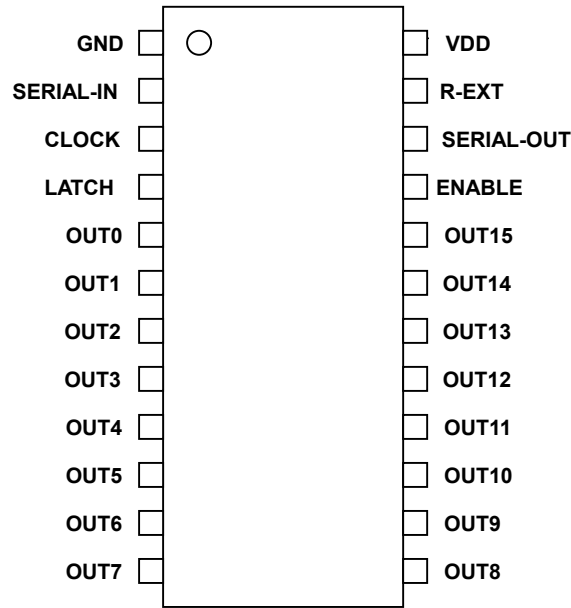 GND VDD
SERIAL-IN R-EXT
CLOCK SERIAL-OUT
LATCH ENABLE
OUT0 OUT15
OUT1 OUT14
OUT2 OUT13
OUT3 OUT12
OUT4 OUT11
OUT5 OUT10
OUT6 OUT9
OUT7 OUT8